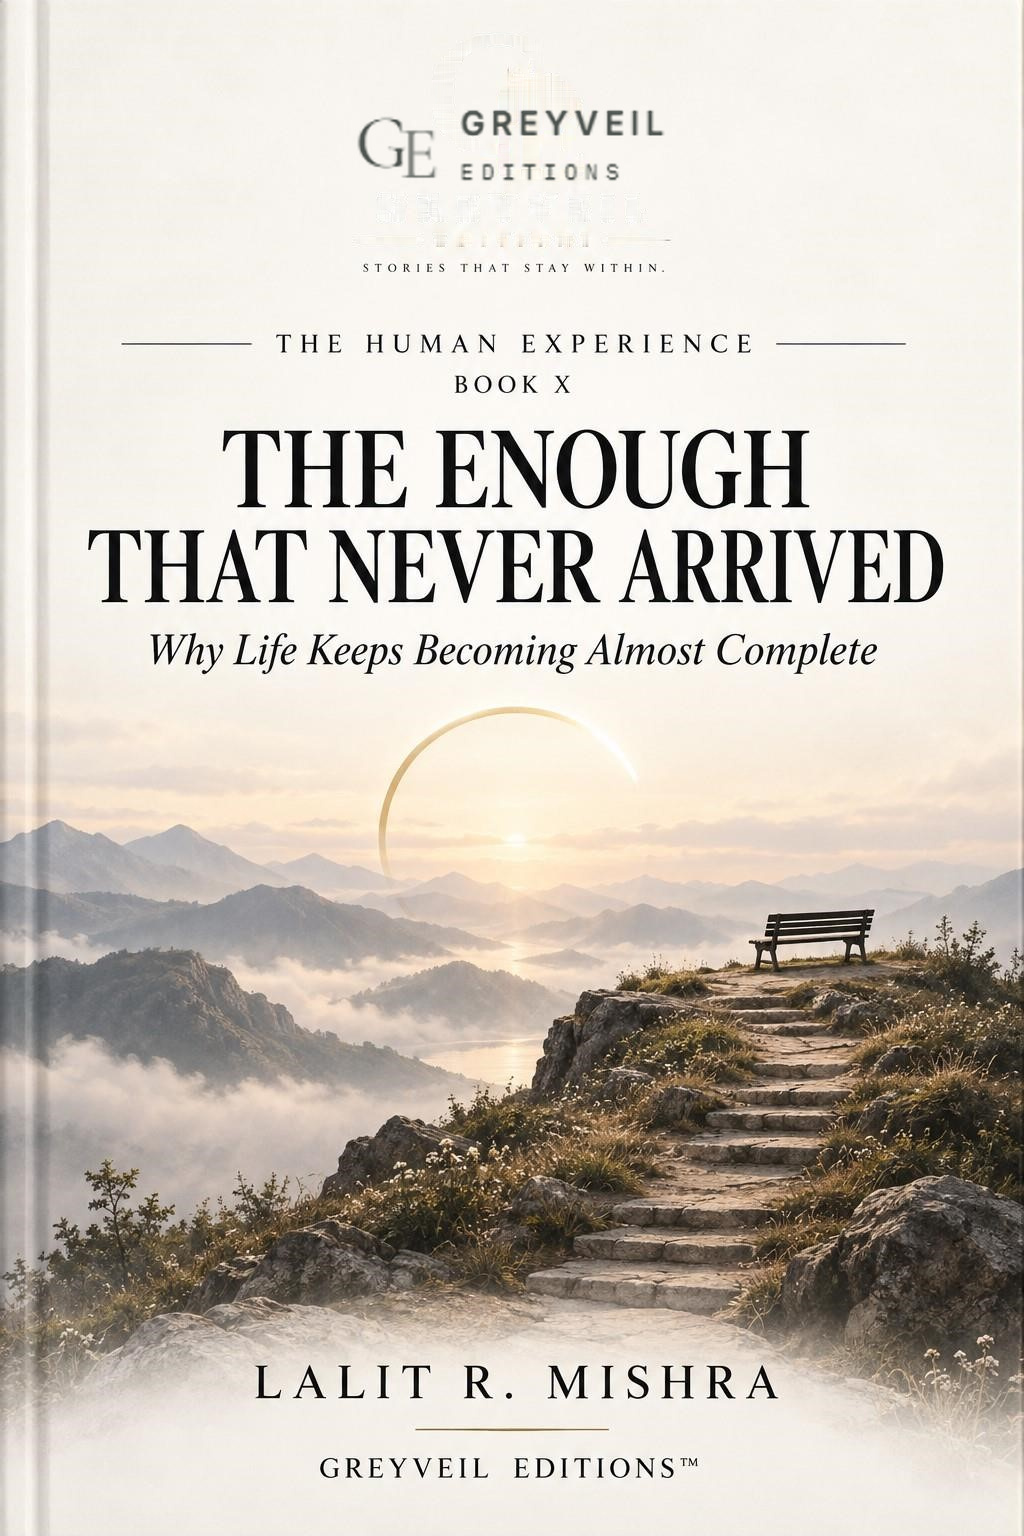 GE
GREYVEIL
EDITIONS
STORIES THAT STAY WITHIN.
THE HUMAN EXPERIENCE
BOOK X
THE ENOUGH
THAT NEVER ARRIVED
Why Life Keeps Becoming Almost Complete
LALIT R. MISHRA
GREYVEIL EDITIONS™